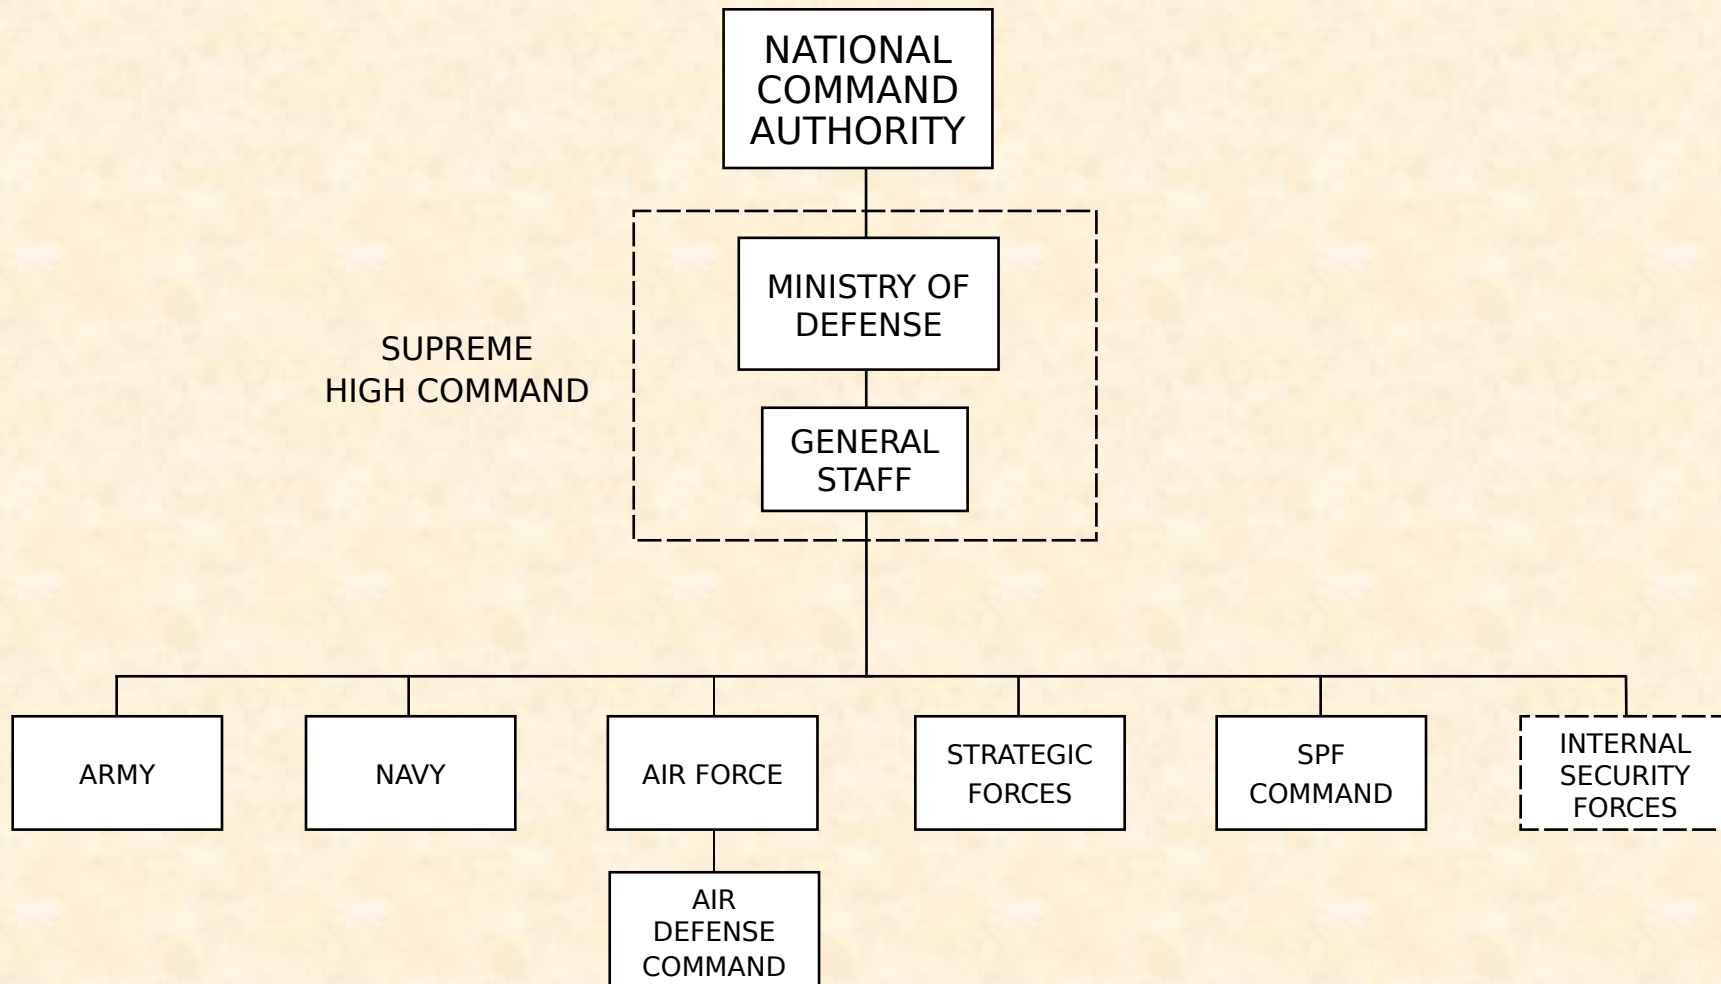 NATIONAL
COMMAND
AUTHORITY
MINISTRY OF
DEFENSE
SUPREME
HIGH COMMAND
GENERAL
STAFF
ARMY
NAVY
AIR FORCE
STRATEGIC
FORCES
SPF
COMMAND
INTERNAL
SECURITY
FORCES
AIR
DEFENSE
COMMAND